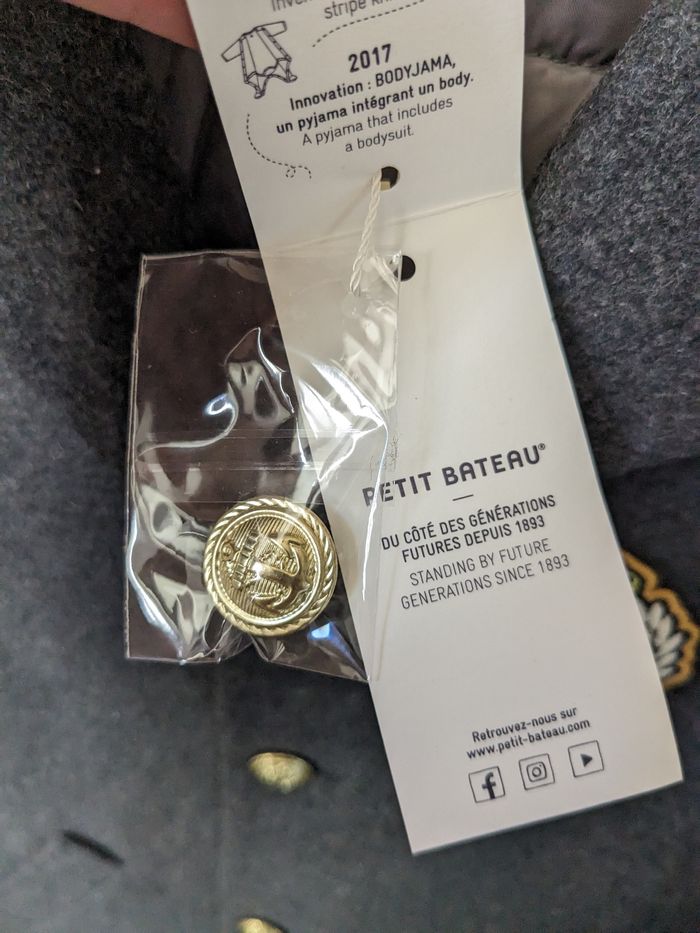 stripe
2017
Innovation : BODYJAMA,
un pyjama intégrant un body.
A pyjama that includes
a bodysuit.
PETIT BATEAU®
DU CÔTÉ DES GÉNÉRATIONS
FUTURES DEPUIS 1893
STANDING BY FUTURE
GENERATIONS SINCE 1893
Retrouvez-nous sur
www.petit-bateau.com